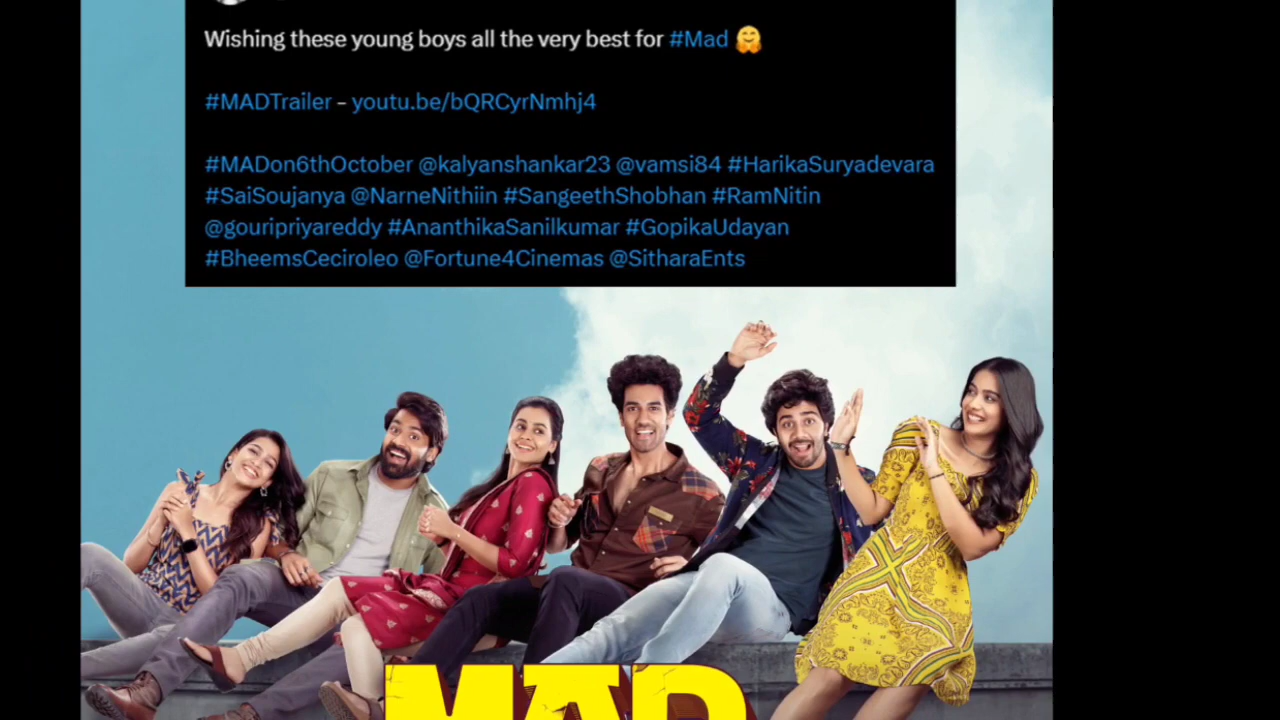 Wishing these young boys all the very best for #Mad 🤗
#MADTrailer - youtu.be/bQRCyrNmhj4
#MADon6thOctober @kalyanshankar23 @vamsi84 #HarikaSuryadevara
#SaiSoujanya @NarneNithiin #SangeethShobhan #RamNitin
@gouripriyareddy #AnanthikaSanilkumar #GopikaUdayan
#BheemsCeciroleo @Fortune4Cinemas @SitharaEnts
MAD